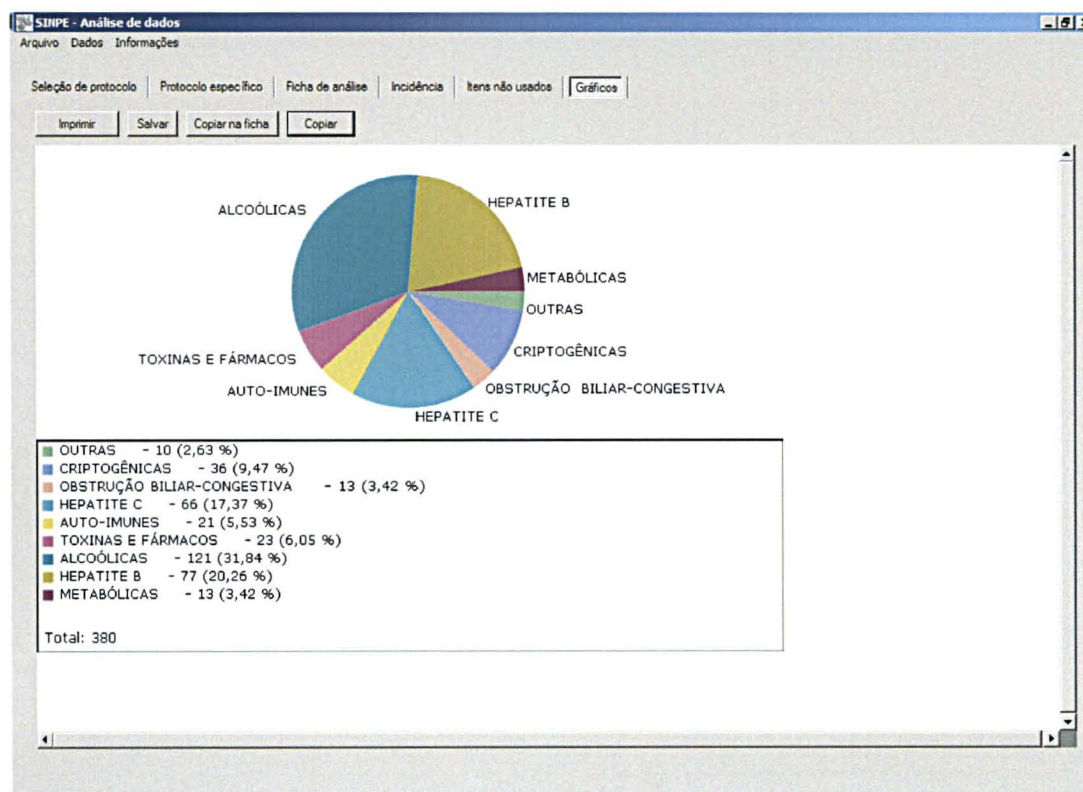 SINPE - Análise de dados
Arquivo Dados Informações
Seleção de protocolo Protocolo específico Ficha de análise Incidência Itens não usados Gráficos
Imprimir Salvar Copiar na ficha Copiar
ALCOÓLICAS
HEPATITE B
METABÓLICAS
OUTRAS
CRIPTOGÊNICAS
TOXINAS E FÁRMACOS
AUTO-IMUNES
OBSTRUÇÃO BILIAR-CONGESTIVA
HEPATITE C
OUTRAS - 10 (2,63 %)
CRIPTOGÊNICAS - 36 (9,47 %)
OBSTRUÇÃO BILIAR-CONGESTIVA - 13 (3,42 %)
HEPATITE C - 66 (17,37 %)
AUTO-IMUNES - 21 (5,53 %)
TOXINAS E FÁRMACOS - 23 (6,05 %)
ALCOÓLICAS - 121 (31,84 %)
HEPATITE B - 77 (20,26 %)
METABÓLICAS - 13 (3,42 %)
Total: 380